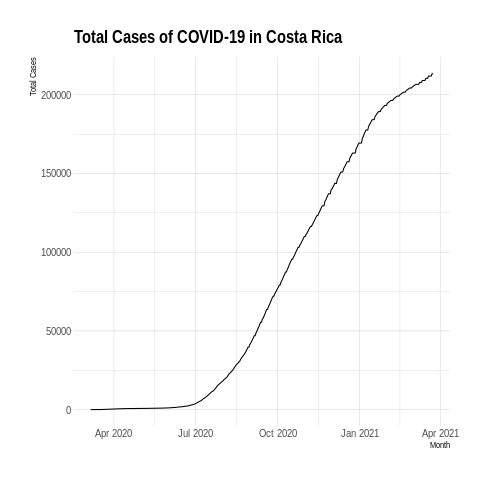 Total Cases of COVID-19 in Costa Rica
Total Cases
200000
150000
100000
50000
0
Apr 2020 Jul 2020 Oct 2020 Jan 2021 Apr 2021
Month